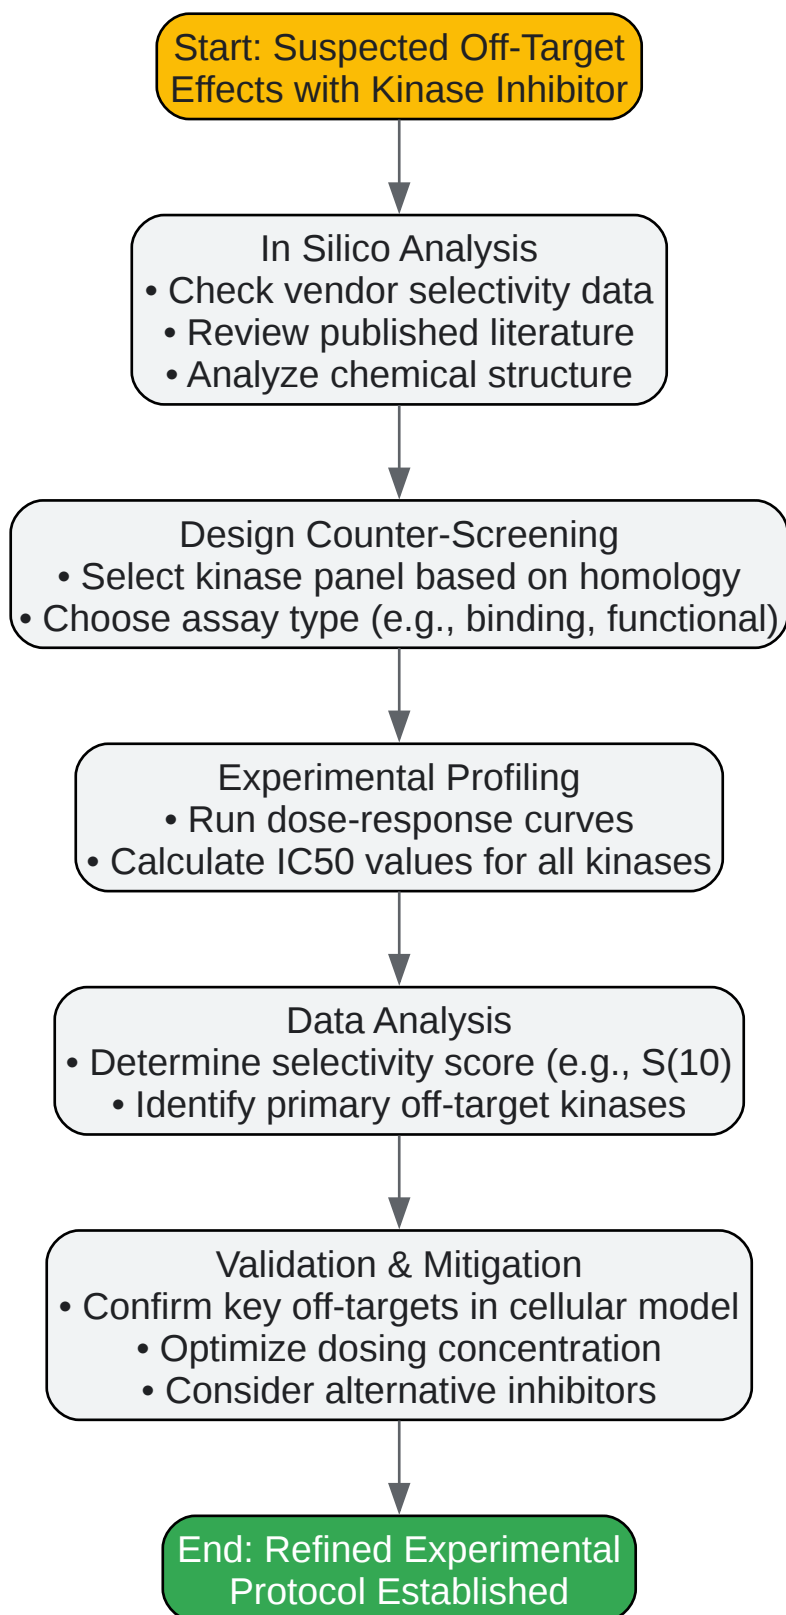 Start: Suspected Off-Target
Effects with Kinase Inhibitor
In Silico Analysis
• Check vendor selectivity data
• Review published literature
• Analyze chemical structure
Design Counter-Screening
• Select kinase panel based on homology
• Choose assay type (e.g., binding, functional)
Experimental Profiling
• Run dose-response curves
• Calculate IC50 values for all kinases
Data Analysis
• Determine selectivity score (e.g., S(10)
• Identify primary off-target kinases
Validation & Mitigation
• Confirm key off-targets in cellular model
• Optimize dosing concentration
• Consider alternative inhibitors
End: Refined Experimental
Protocol Established